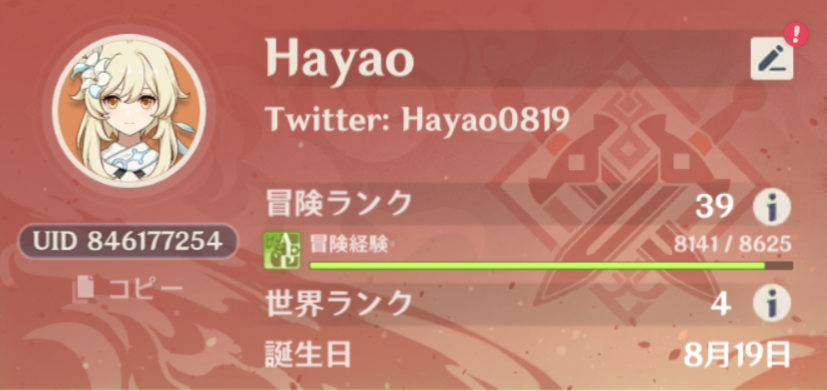 Hayao
Twitter: Hayao0819
冒険ランク 39
UID 846177254
冒険経験 8141 / 8625
コピー
世界ランク 4
誕生日 8月19日